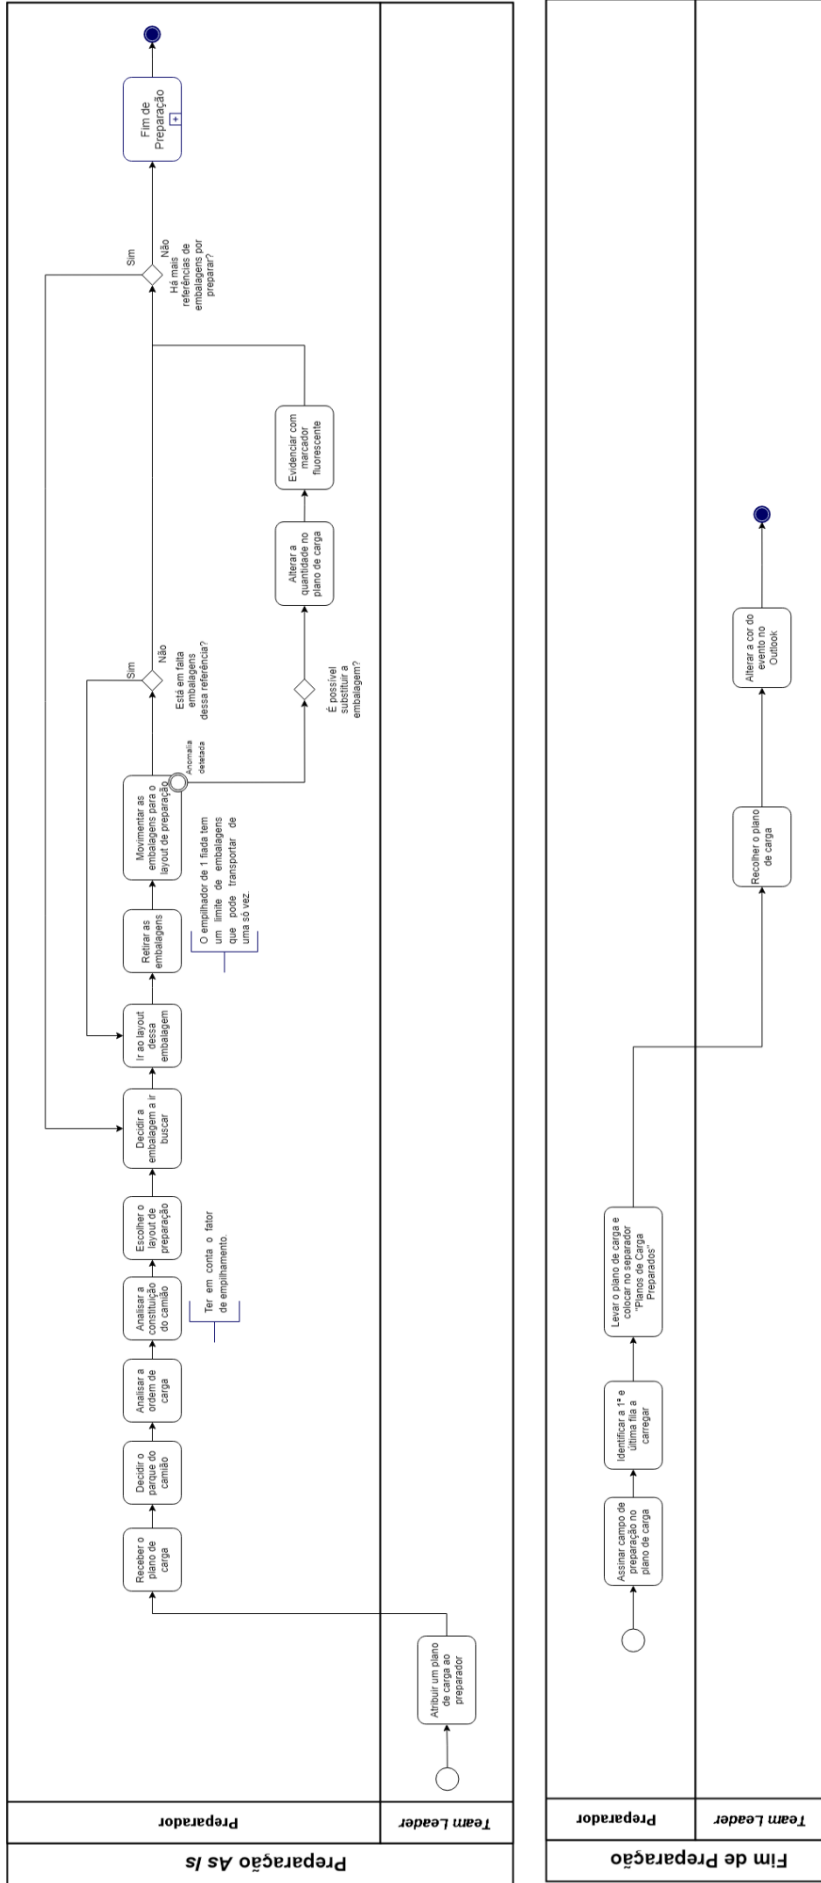 Preparação As Is
Preparador
Team Leader
Atribuir um plano
de carga ao
preparador
Receber o
plano de
carga
Decidir o
parque do
camião
Analisar a
ordem de
carga
Analisar a
constituição
do camião
Ter em conta o fator
de empilhamento.
Escolher o
layout de
preparação
Decidir a
embalagem a ir
buscar
Ir ao layout
dessa
embalagem
Retirar as
embalagens
O empilhador de 1 fiada tem
um limite de embalagens
que pode transportar de
uma só vez.
Movimentar as
embalagens para o
layout de preparação
Anomalia
detetada
Sim
Não
Está em falta
embalagens
dessa referência?
É possível
substituir a
embalagem?
Alterar a
quantidade no
plano de carga
Evidenciar com
marcador
fluorescente
Sim
Não
Há mais
referências de
embalagens por
preparar?
Fim de
Preparação
+
Fim de Preparação
Preparador
Team Leader
Assinar campo de
preparação no
plano de carga
Identificar a 1ª e
última fila a
carregar
Levar o plano de carga e
colocar no separador
"Planos de Carga
Preparados"
Recolher o plano
de carga
Alterar a cor do
evento no
Outlook